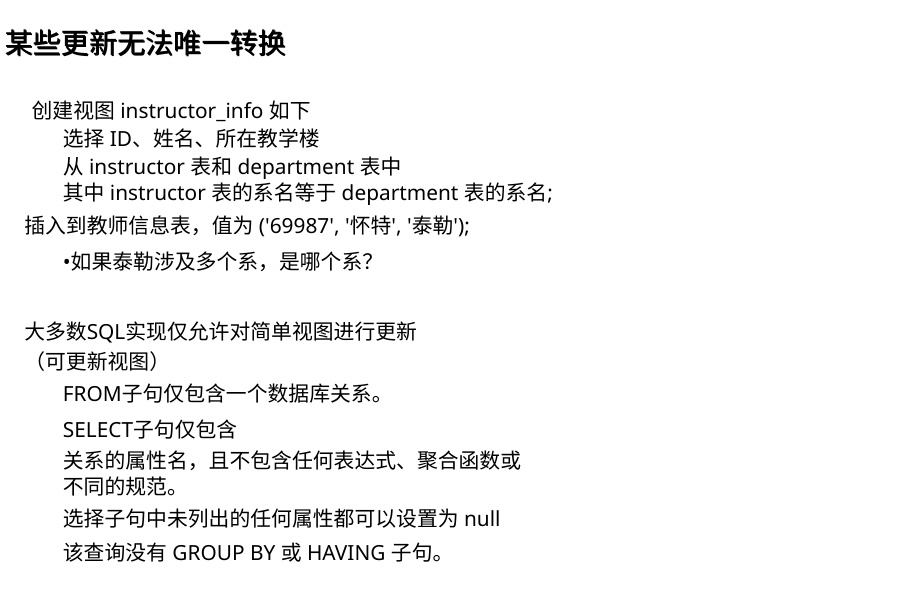 某些更新无法唯一转换
创建视图 instructor_info 如下
选择 ID、姓名、所在教学楼
从 instructor 表和 department 表中
其中 instructor 表的系名等于 department 表的系名;
插入到教师信息表，值为 ('69987', '怀特', '泰勒');
•如果泰勒涉及多个系，是哪个系？
大多数SQL实现仅允许对简单视图进行更新
（可更新视图）
FROM子句仅包含一个数据库关系。
SELECT子句仅包含
关系的属性名，且不包含任何表达式、聚合函数或
不同的规范。
选择子句中未列出的任何属性都可以设置为 null
该查询没有 GROUP BY 或 HAVING 子句。